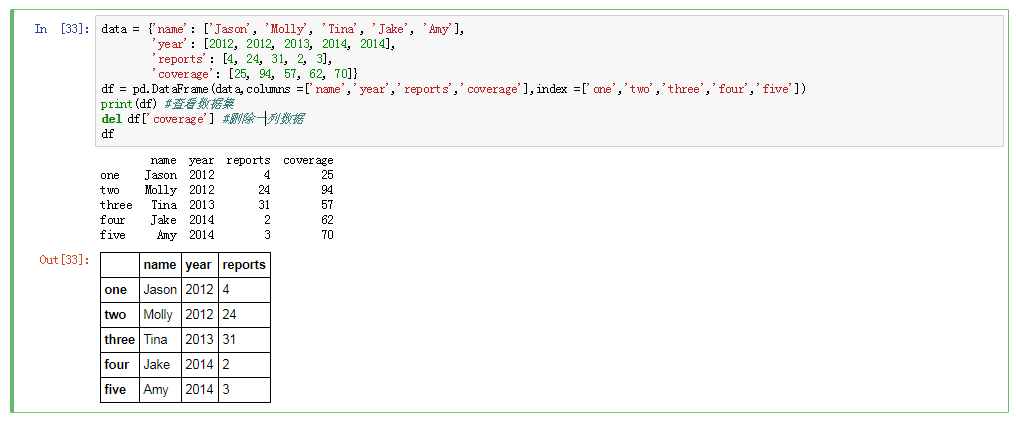 In [33]: data = {'name': ['Jason', 'Molly', 'Tina', 'Jake', 'Amy'],
'year': [2012, 2012, 2013, 2014, 2014],
'reports': [4, 24, 31, 2, 3],
'coverage': [25, 94, 57, 62, 70]}
df = pd.DataFrame(data,columns =['name','year','reports','coverage'],index =['one','two','three','four','five'])
print(df) #查看数据集
del df['coverage'] #删除一列数据
df
name year reports coverage
one Jason 2012 4 25
two Molly 2012 24 94
three Tina 2013 31 57
four Jake 2014 2 62
five Amy 2014 3 70
Out[33]:
name year reports
one Jason 2012 4
two Molly 2012 24
three Tina 2013 31
four Jake 2014 2
five Amy 2014 3